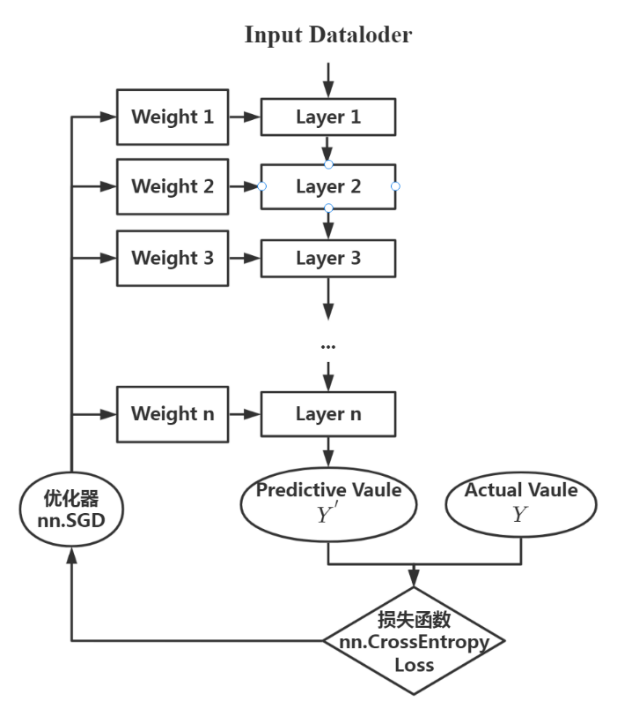 Input Dataloder
Weight 1
Layer 1
Weight 2
Layer 2
Weight 3
Layer 3
...
Weight n
Layer n
优化器
nn.SGD
Predictive Vaule
Y′
Actual Vaule
Y
损失函数
nn.CrossEntropy
Loss